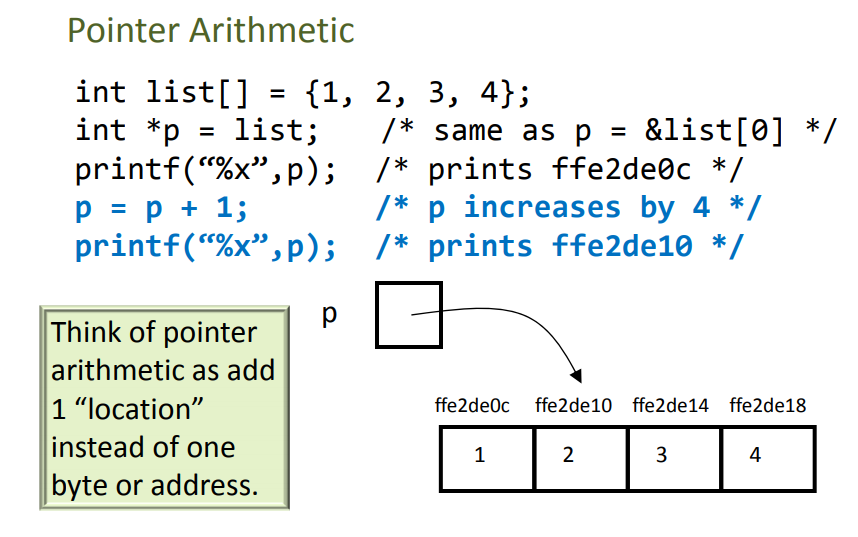 Pointer Arithmetic
int list[] = {1, 2, 3, 4};
int *p = list; /* same as p = &list[0] */
printf(“%x”,p); /* prints ffe2de0c */
p = p + 1; /* p increases by 4 */
printf(“%x”,p); /* prints ffe2de10 */
Think of pointer
arithmetic as add
1 “location”
instead of one
byte or address.
p
ffe2de0c ffe2de10 ffe2de14 ffe2de18
1 2 3 4